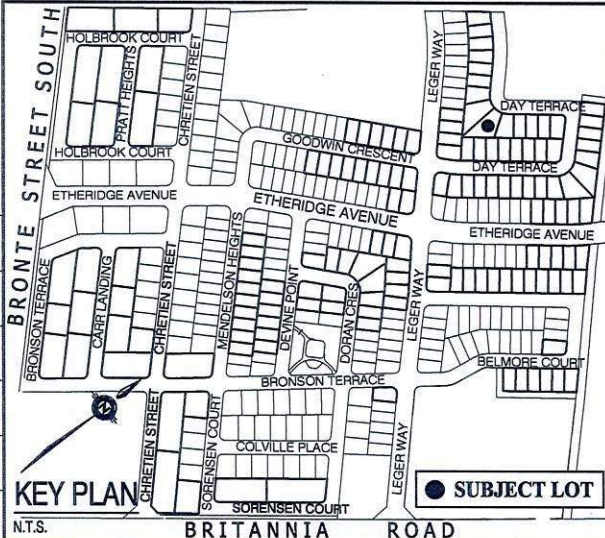 HOLBROOK COURT
BRONTE STREET SOUTH
PRATT HEIGHTS
CHRETIEN STREET
HOLBROOK COURT
LEGER WAY
DAY TERRACE
GOODWIN CRESCENT
DAY TERRACE
ETHERIDGE AVENUE
ETHERIDGE AVENUE
ETHERIDGE AVENUE
BRONSON TERRACE
CARR LANDING
CHRETIEN STREET
MENDELSON HEIGHTS
DEVINE POINT
DORAN CRES
LEGER WAY
BELMORE COURT
BRONSON TERRACE
N
CHRETIEN STREET
SORENSEN COURT
COLVILLE PLACE
LEGER WAY
KEY PLAN
SUBJECT LOT
SORENSEN COURT
N.T.S.
BRITANNIA ROAD